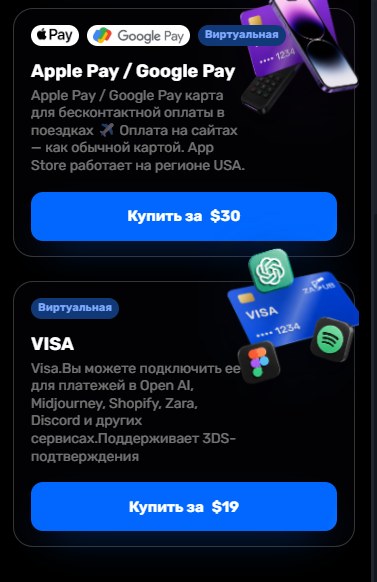 Pay
Google Pay
Виртуальная
1234
Apple Pay / Google Pay
Apple Pay / Google Pay карта
для бесконтактной оплаты в
поездках ✈️ Оплата на сайтах
— как обычной картой. App
Store работает на регионе USA.
Купить за $30
Виртуальная
VISA
1234
VISA
Visa.Вы можете подключить ее
для платежей в Open AI,
Midjourney, Shopify, Zara,
Discord и других
сервисах.Поддерживает 3DS-
подтверждения
Купить за $19